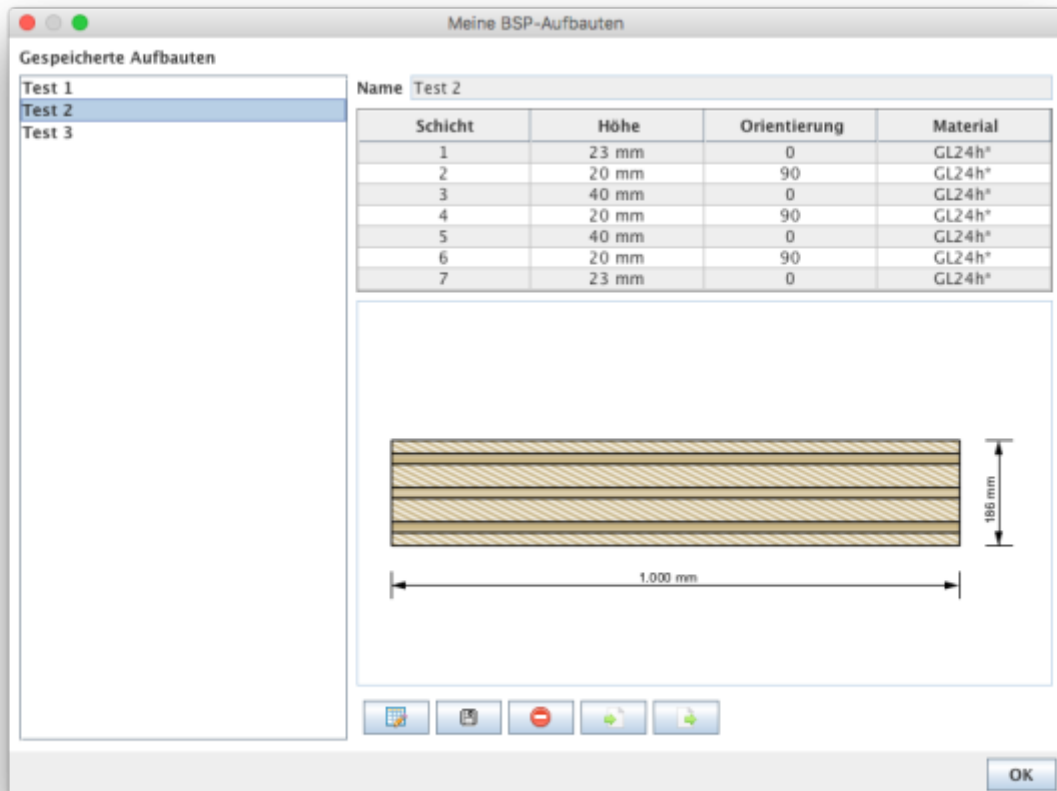 Meine BSP-Aufbauten
Gespeicherte Aufbauten
Test 1
Test 2
Test 3
Name Test 2
Schicht Höhe Orientierung Material
1 23 mm 0 GL24h*
2 20 mm 90 GL24h*
3 40 mm 0 GL24h*
4 20 mm 90 GL24h*
5 40 mm 0 GL24h*
6 20 mm 90 GL24h*
7 23 mm 0 GL24h*
186 mm
1.000 mm
OK